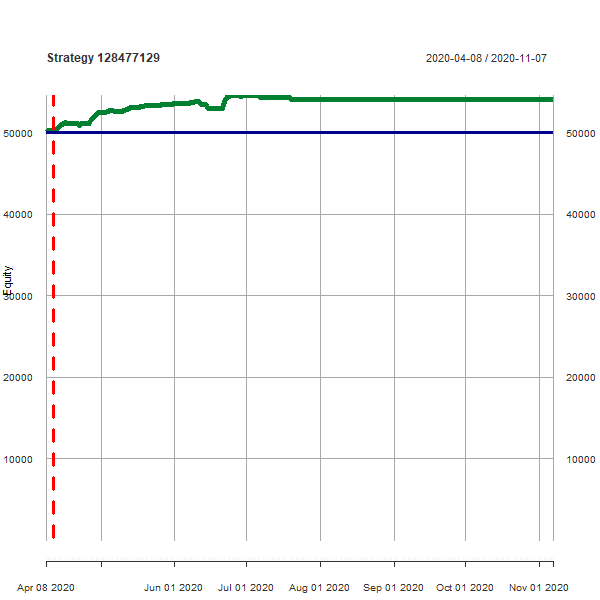 Strategy 128477129
2020-04-08 / 2020-11-07
50000
50000
40000
40000
Equity
30000
30000
20000
20000
10000
10000
Apr 08 2020
Jun 01 2020
Jul 01 2020
Aug 01 2020
Sep 01 2020
Oct 01 2020
Nov 01 2020